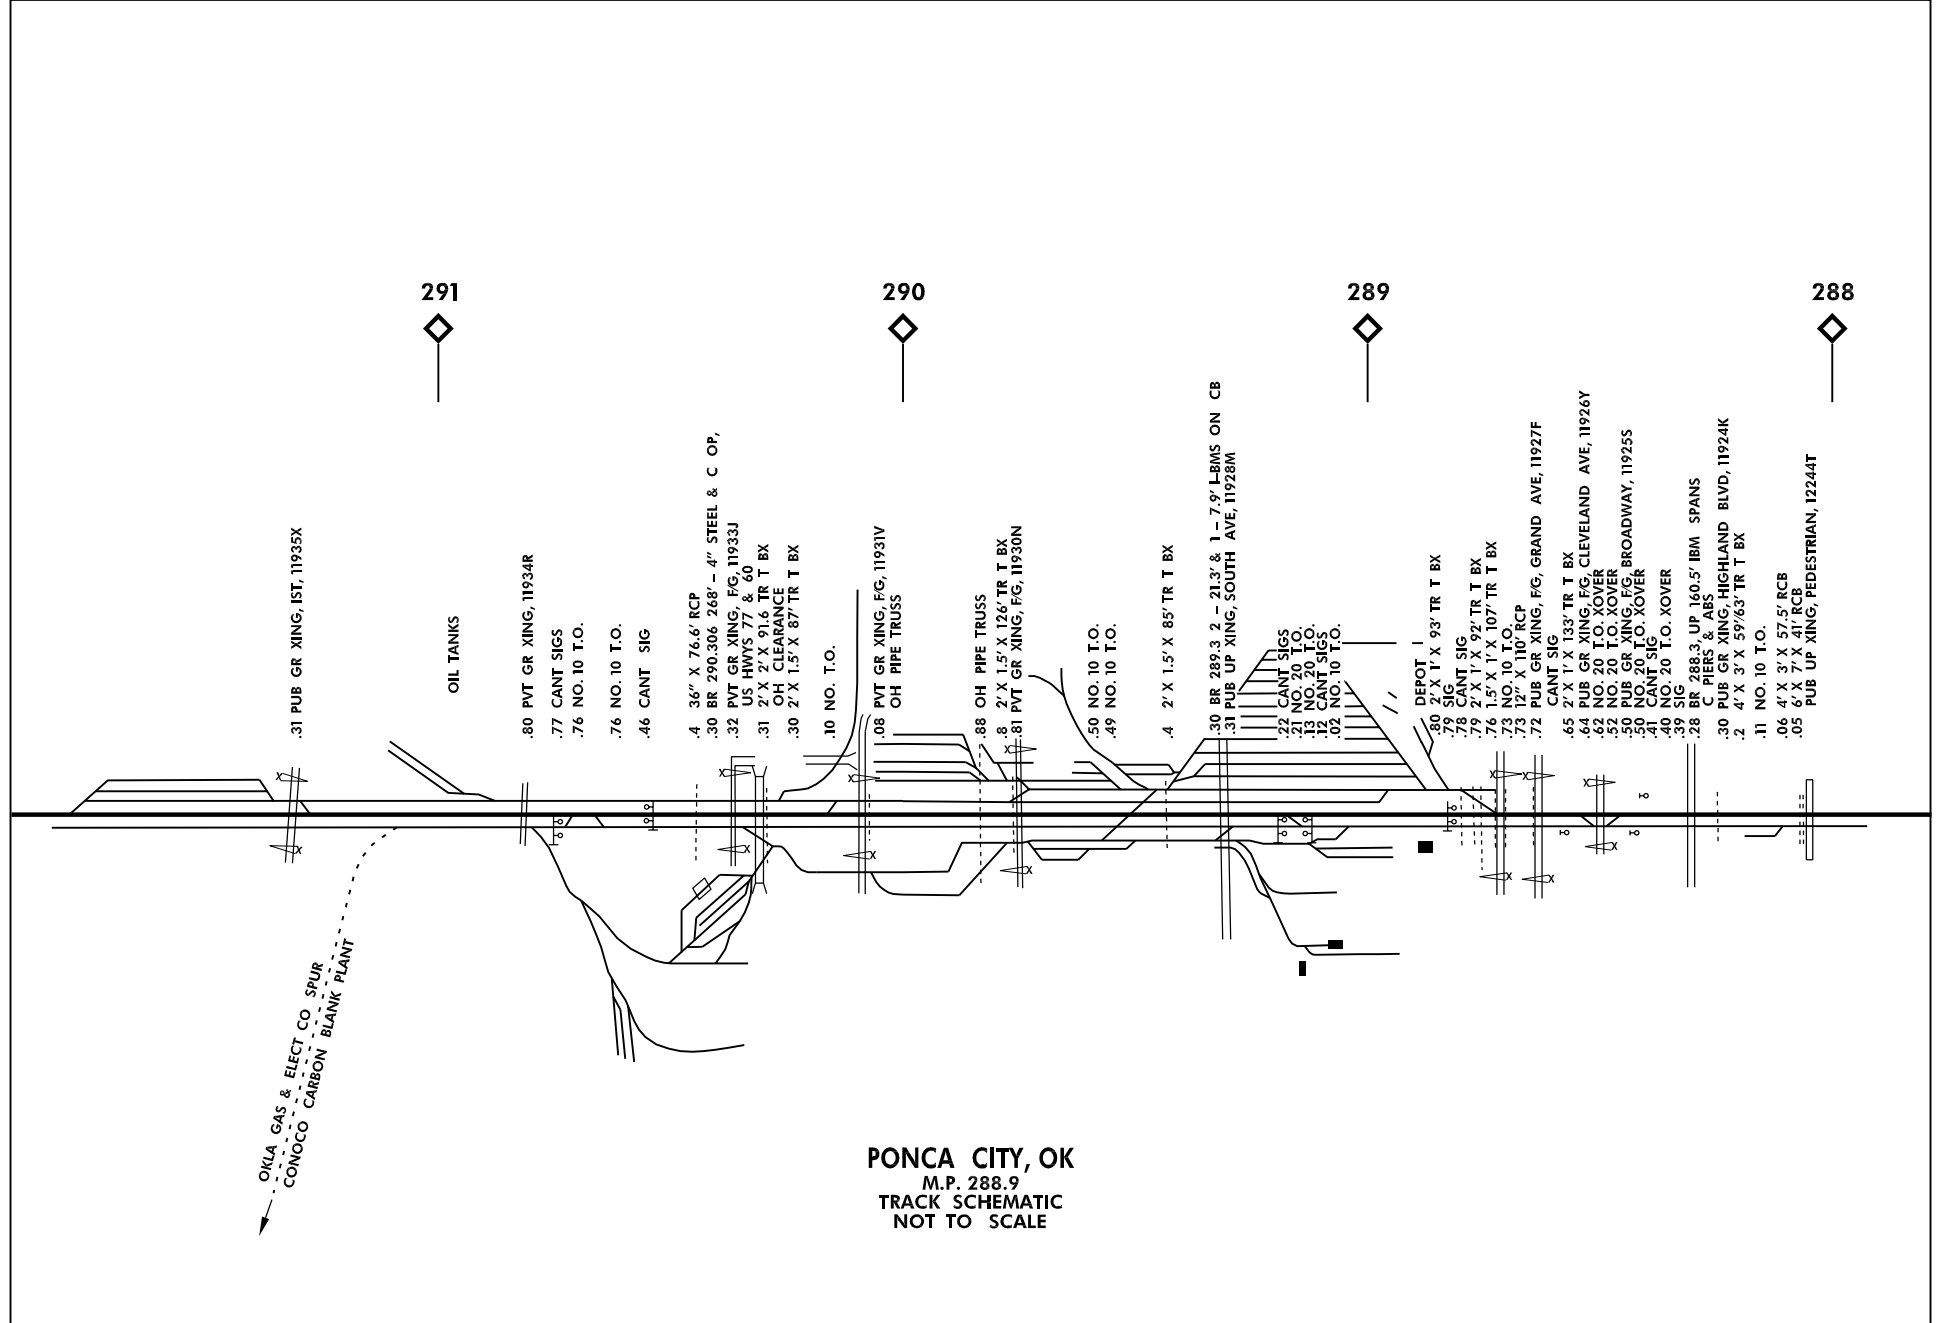 291
290
289
288
.31 PUB GR XING, IST, 11935X
OIL TANKS
.80 PVT GR XING, 11934R
.77 CANT SIGS
.76 NO. 10 T.O.
.76 NO. 10 T.O.
.46 CANT SIG
.4 36" X 76.6' RCP
.30 BR 290.306 268' – 4" STEEL & C OP,
.32 PVT GR XING, F/G, 11933J
US HWYS 77 & 60
.31 2' X 2' X 91.6 TR T BX
OH CLEARANCE
.30 2' X 1.5' X 87' TR T BX
.10 NO. T.O.
.08 PVT GR XING, F/G, 11931V
OH PIPE TRUSS
.88 OH PIPE TRUSS
.8 2' X 1.5' X 126' TR T BX
.81 PVT GR XING, F/G, 11930N
.50 NO. 10 T.O.
.49 NO. 10 T.O.
.4 2' X 1.5' X 85' TR T BX
.30 BR 289.3 2 – 21.3' & 1 – 7.9' I-BMS ON CB
.31 PUB UP XING, SOUTH AVE, 11928M
.22 CANT SIGS
.21 NO. 20 T.O.
.13 NO. 20 T.O.
.12 CANT SIGS
.02 NO. 10 T.O.
DEPOT
.80 2' X 1' X 93' TR T BX
.79 SIG
.78 CANT SIG
.79 2' X 1' X 92' TR T BX
.76 1.5' X 1' X 107' TR T BX
.73 NO. 10 T.O.
.73 12" X 110' RCP
.72 PUB GR XING, F/G, GRAND AVE, 11927F
CANT SIG
.65 2' X 1' X 133' TR T BX
.64 PUB GR XING, F/G, CLEVELAND AVE, 11926Y
.62 NO. 20 T.O. XOVER
.52 NO. 20 T.O. XOVER
.50 PUB GR XING, F/G, BROADWAY, 11925S
.50 NO. 20 T.O. XOVER
.41 CANT SIG
.40 NO. 20 T.O. XOVER
.39 SIG
.28 BR 288.3, UP 160.5' IBM SPANS
C PIERS & ABS
.30 PUB GR XING, HIGHLAND BLVD, 11924K
.2 4' X 3' X 59'/63' TR T BX
.11 NO. 10 T.O.
.06 4' X 3' X 57.5' RCB
.05 6' X 7' X 41' RCB
PUB UP XING, PEDESTRIAN, 12244T
X
X
X
X
X
X
X
X
X
X
X
X
X
X
OKLA GAS & ELECT CO SPUR
CONOCO CARBON BLANK PLANT
PONCA CITY, OK
M.P. 288.9
TRACK SCHEMATIC
NOT TO SCALE